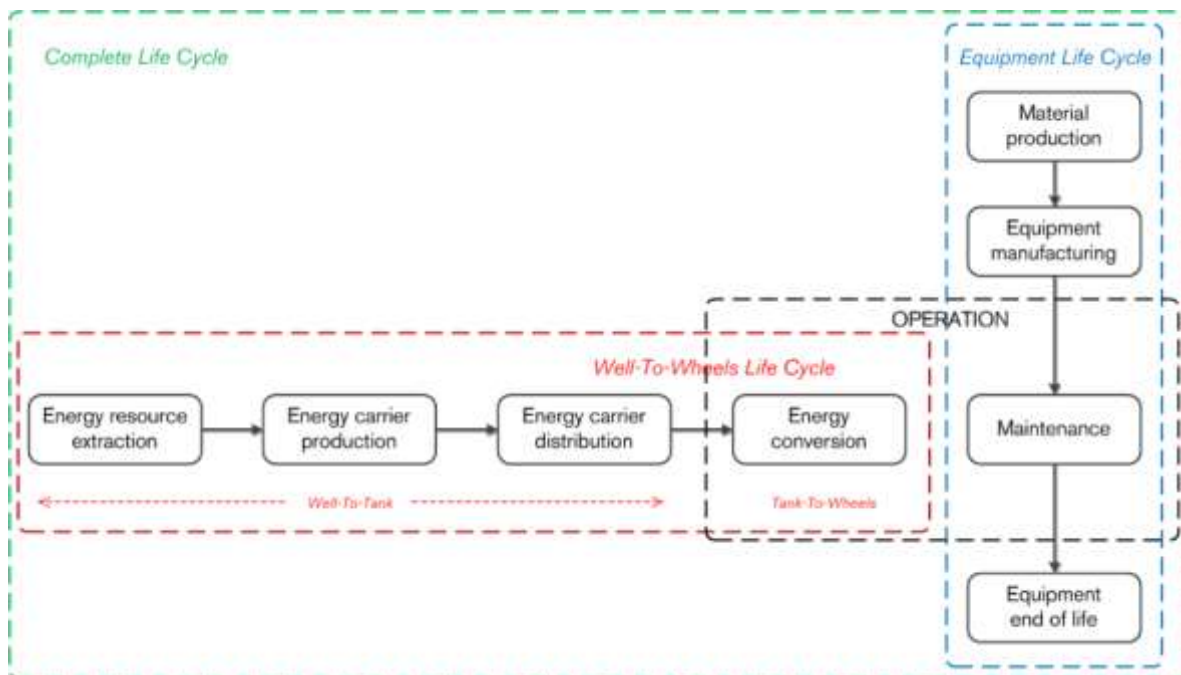 Complete Life Cycle
Equipment Life Cycle
Material
production
Equipment
manufacturing
OPERATION
Well-To-Wheels Life Cycle
Energy resource
extraction
Energy carrier
production
Energy carrier
distribution
Energy
conversion
Maintenance
Well-To-Tank
Tank-To-Wheels
Equipment
end of life